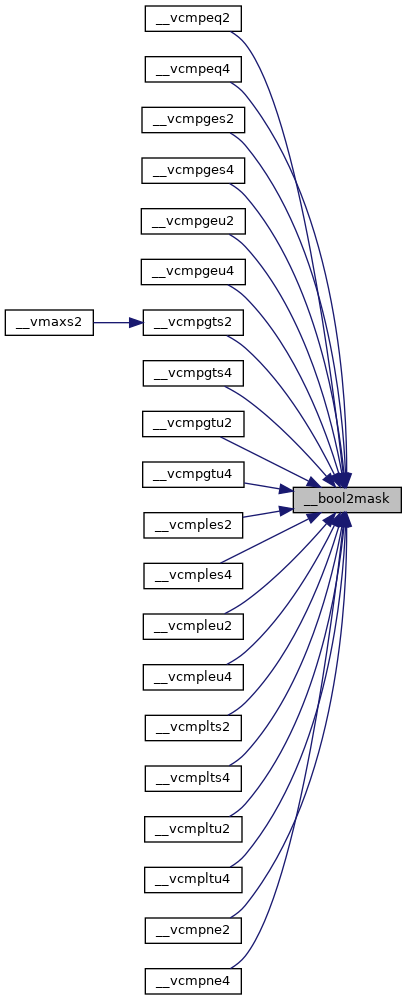 __vcmpeq2
__vcmpeq4
__vcmpges2
__vcmpges4
__vcmpgeu2
__vcmpgeu4
__vmaxs2
__vcmpgts2
__vcmpgts4
__vcmpgtu2
__vcmpgtu4
__bool2mask
__vcmples2
__vcmples4
__vcmpleu2
__vcmpleu4
__vcmplts2
__vcmplts4
__vcmpltu2
__vcmpltu4
__vcmpne2
__vcmpne4